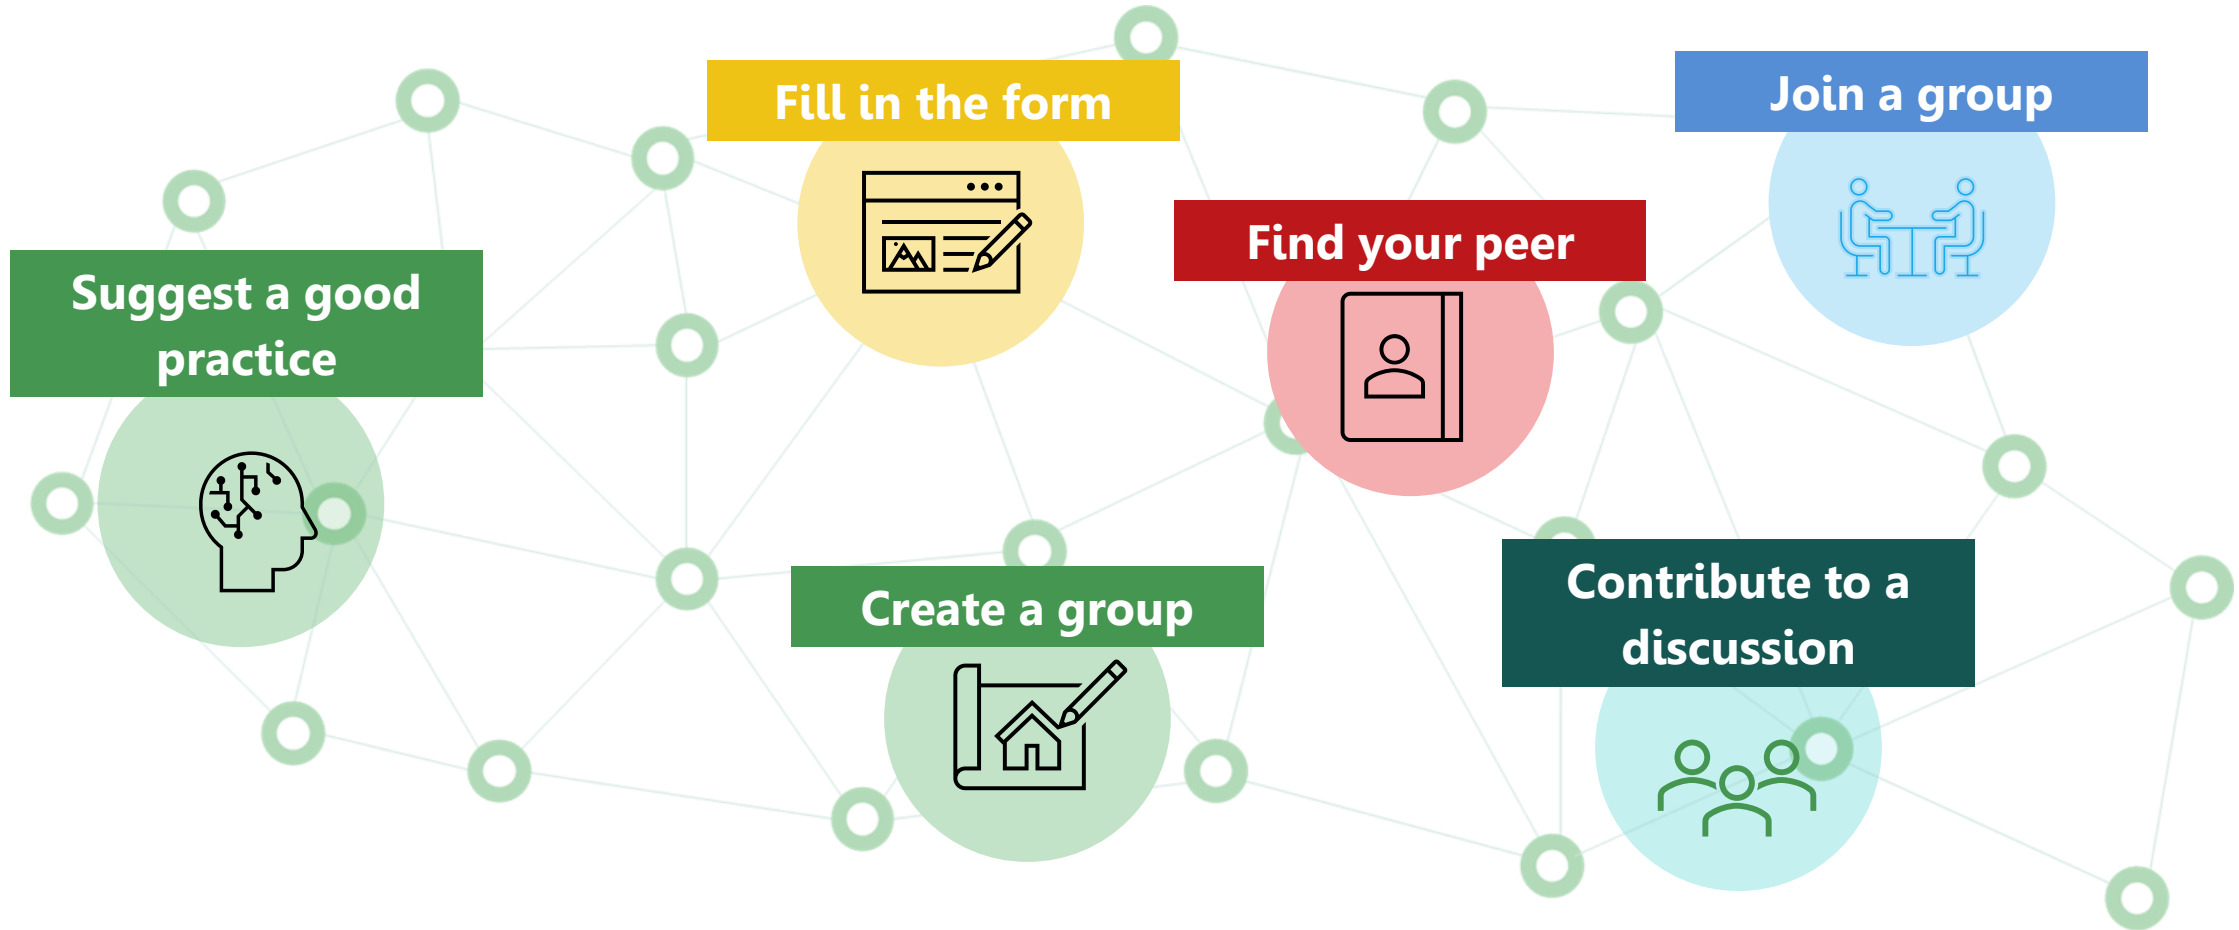 Fill in the form
Join a group
Find your peer
Suggest a good
practice
Create a group
Contribute to a
discussion